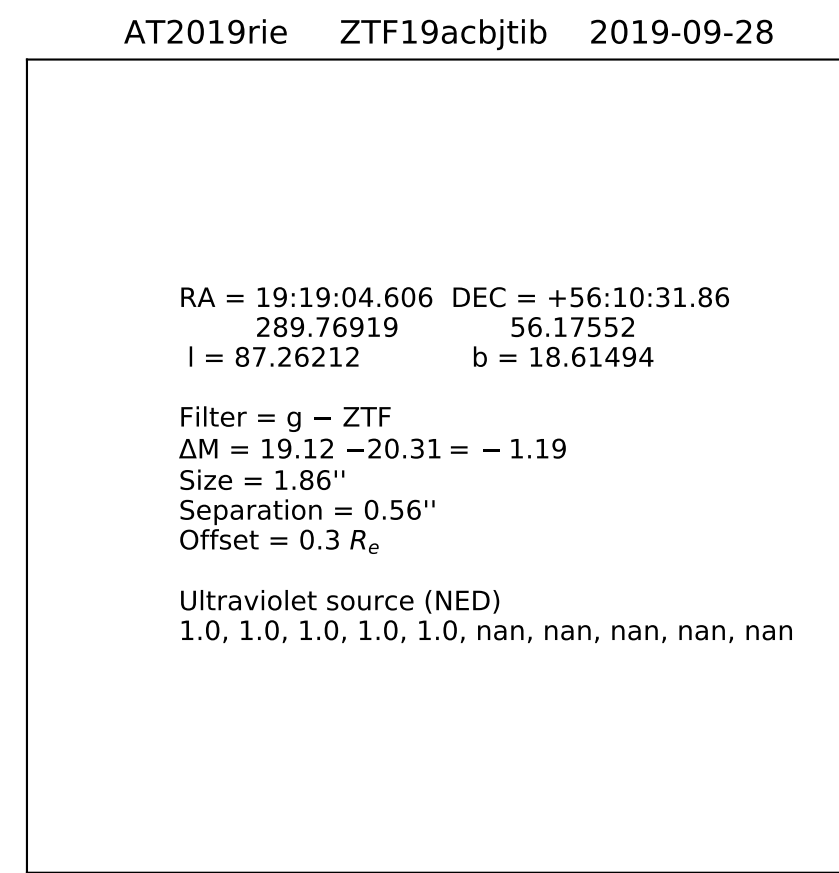 AT2019rie ZTF19acbjtib 2019-09-28
RA = 19:19:04.606 DEC = +56:10:31.86
289.76919 56.17552
l = 87.26212 b = 18.61494
Filter = g − ZTF
ΔM = 19.12 −20.31 = − 1.19
Size = 1.86''
Separation = 0.56''
Offset = 0.3 Re
Ultraviolet source (NED)
1.0, 1.0, 1.0, 1.0, 1.0, nan, nan, nan, nan, nan